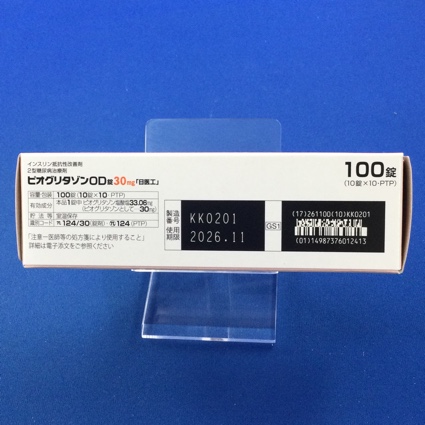 インスリン抵抗性改善剤
2型糖尿病治療剤
ピオグリタゾンOD錠30mg「日医工」
容量・包装 100錠(10錠×10・PTP)
有効成分 本品1錠中 ピオグリタゾン塩酸塩33.06mg
(ピオグリタゾンとして 30mg)
貯 法 等 室温保存
識別コード 124/30(錠剤)・124(PTP)
「注意―医師等の処方箋により使用すること」
詳細は電子添文をご参照ください。
製造番号 KK0201
使用期限 2026.11
GS1
100錠
(10錠×10・PTP)
(17)261100(10)KK0201
(01)14987376012413